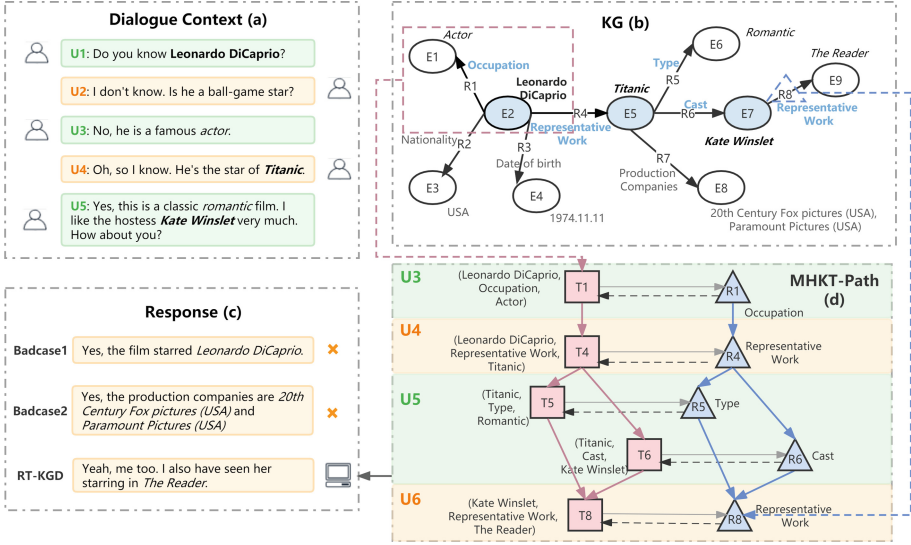 Dialogue Context (a)
U1: Do you know Leonardo DiCaprio?
U2: I don't know. Is he a ball-game star?
U3: No, he is a famous actor.
U4: Oh, so I know. He's the star of Titanic.
U5: Yes, this is a classic romantic film. I
like the hostess Kate Winslet very much.
How about you?
KG (b)
Actor
E1
Occupation
R1
Leonardo
DiCaprio
E2
R4
Representative
Work
Nationality
R2
R3
Date of birth
E3
USA
E4
1974.11.11
Titanic
E5
Type
R5
E6
Romantic
Cast
R6
E7
Kate Winslet
R8
Representative
Work
The Reader
E9
R7
Production
Companies
E8
20th Century Fox pictures (USA),
Paramount Pictures (USA)
Response (c)
Badcase1
Yes, the film starred Leonardo DiCaprio.
Badcase2
Yes, the production companies are 20th
Century Fox pictures (USA) and
Paramount Pictures (USA)
RT-KGD
Yeah, me too. I also have seen her
starring in The Reader.
MHKT-Path
(d)
U3
(Leonardo DiCaprio,
Occupation,
Actor)
T1
R1
Occupation
U4
(Leonardo DiCaprio,
Representative Work,
Titanic)
T4
R4
Representative
Work
U5
(Titanic,
Type,
Romantic)
T5
R5
Type
(Titanic,
Cast,
Kate Winslet)
T6
R6
Cast
U6
(Kate Winslet,
Representative Work,
The Reader)
T8
R8
Representative
Work